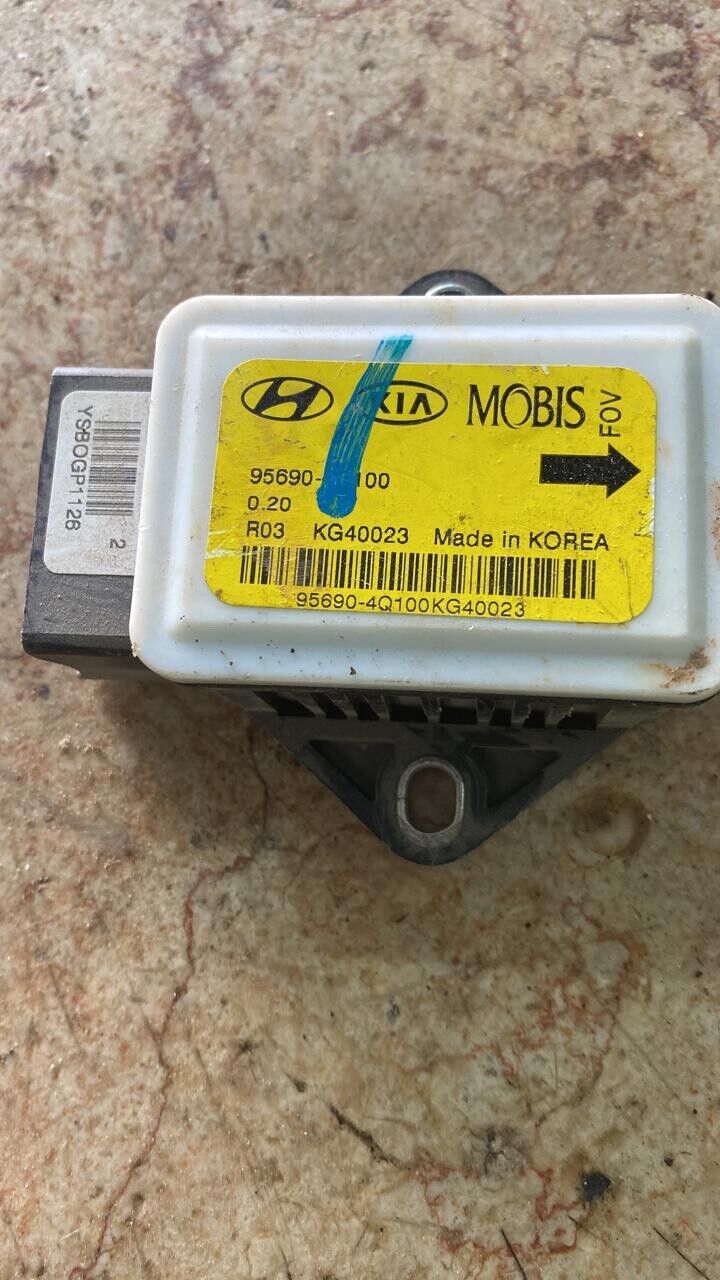 KIA MOBIS
FOV
95690-  100
0.20
R03 KG40023 Made in KOREA
95690-4Q100KG40023
YSBOGP1126
2